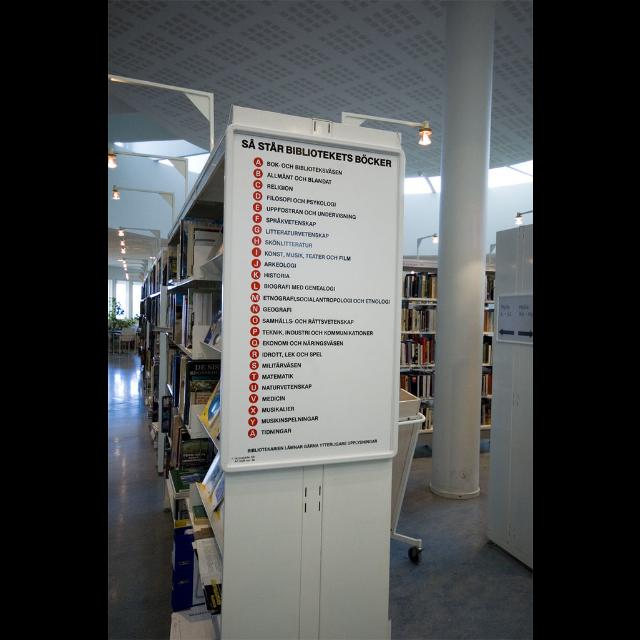 SÅ STÅR BIBLIOTEKETS BÖCKER
A BOK- OCH BIBLIOTEKSVÄSEN
B ALLMÄNT OCH BLANDAT
C RELIGION
D FILOSOFI OCH PSYKOLOGI
E UPPFOSTRAN OCH UNDERVISNING
F SPRÅKVETENSKAP
G LITTERATURVETENSKAP
H SKÖNLITTERATUR
I KONST, MUSIK, TEATER OCH FILM
J ARKEOLOGI
K HISTORIA
L BIOGRAFI MED GENEALOGI
M ETNOGRAFI, SOCIALANTROPOLOGI OCH ETNOLOGI
N GEOGRAFI
O SAMHÄLLS- OCH RÄTTSVETENSKAP
P TEKNIK, INDUSTRI OCH KOMMUNIKATIONER
Q EKONOMI OCH NÄRINGSVÄSEN
R IDROTT, LEK OCH SPEL
S MILITÄRVÄSEN
T MATEMATIK
U NATURVETENSKAP
V MEDICIN
X MUSIKALIER
Y MUSIKINSPELNINGAR
A TIDNINGAR
BIBLIOTEKARIEN LÄMNAR GÄRNA YTTERLIGARE UPPLYSNINGAR